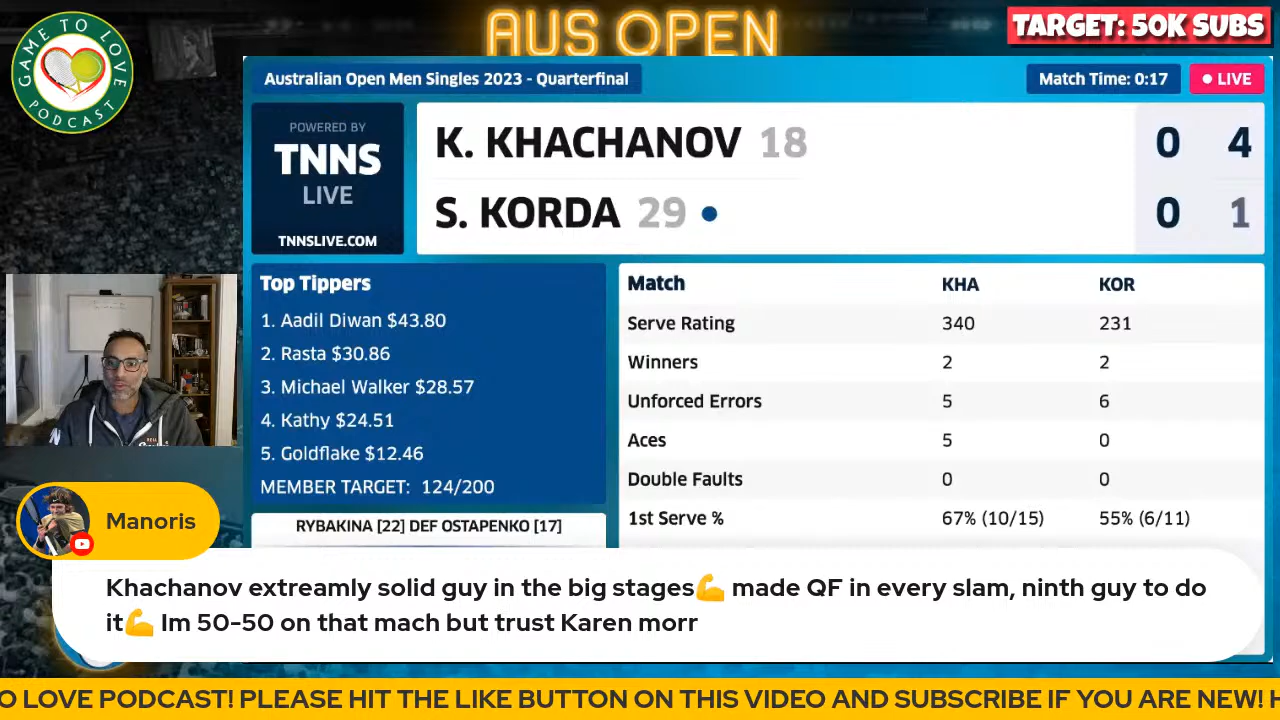 AUS OPEN
TARGET: 50K SUBS
GAME TO LOVE
PODCAST
Australian Open Men Singles 2023 - Quarterfinal
Match Time: 0:17
LIVE
POWERED BY
TNNS
LIVE
TNNSLIVE.COM
K. KHACHANOV 18 0 4
S. KORDA 29 0 1
Top Tippers
1. Aadil Diwan $43.80
2. Rasta $30.86
3. Michael Walker $28.57
4. Kathy $24.51
5. Goldflake $12.46
MEMBER TARGET: 124/200
RYBAKINA [22] DEF OSTAPENKO [17]
Match KHA KOR
Serve Rating 340 231
Winners 2 2
Unforced Errors 5 6
Aces 5 0
Double Faults 0 0
1st Serve % 67% (10/15) 55% (6/11)
Manoris
Khachanov extreamly solid guy in the big stages💪 made QF in every slam, ninth guy to do
it💪 Im 50-50 on that mach but trust Karen morr
O LOVE PODCAST! PLEASE HIT THE LIKE BUTTON ON THIS VIDEO AND SUBSCRIBE IF YOU ARE NEW! H